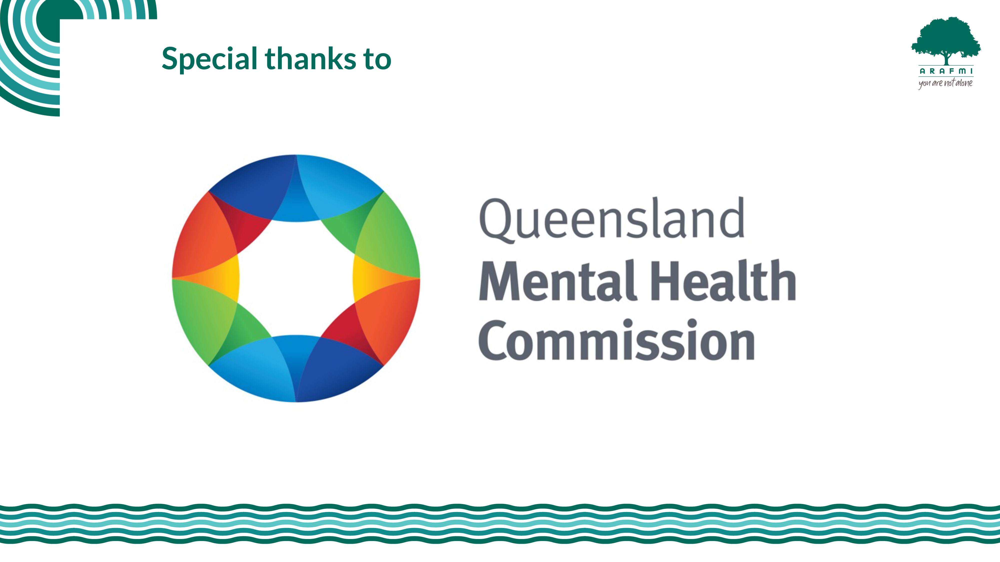 Special thanks to
ARAFMI
you are not alone
Queensland
Mental Health
Commission